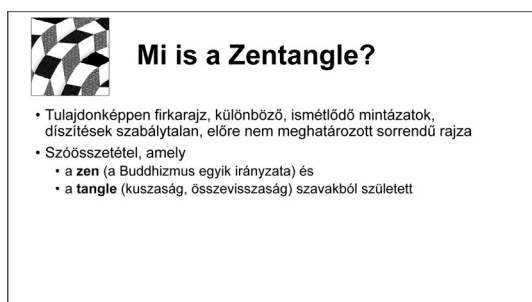 Mi is a Zentangle?
• Tulajdonképpen firkarajz, különböző, ismétlődő mintázatok,
díszítések szabálytalan, előre nem meghatározott sorrendű rajza
• Szóösszetétel, amely
• a zen (a Buddhizmus egyik irányzata) és
• a tangle (kuszaság, összevisszaság) szavakból született